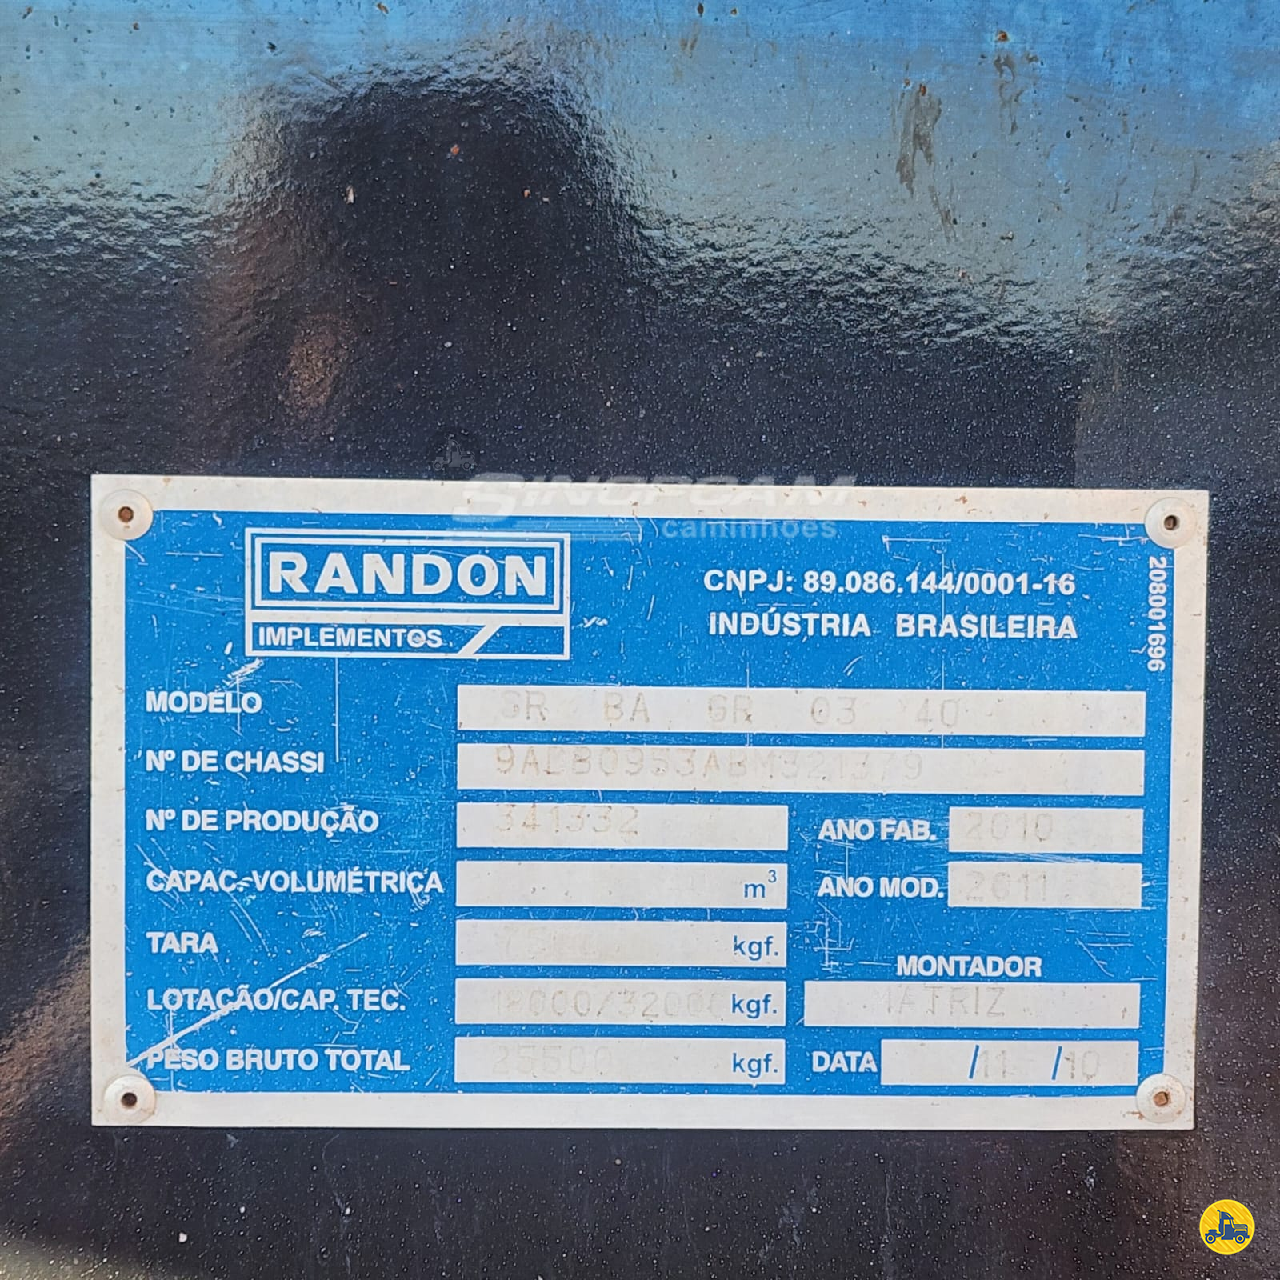 SINOPCAM
caminhões
RANDON
IMPLEMENTOS
CNPJ: 89.086.144/0001-16
INDÚSTRIA BRASILEIRA
208001696
MODELO SR BA GR 03 40
Nº DE CHASSI
Nº DE PRODUÇÃO 341332
ANO FAB. 2010
CAPAC. VOLUMÉTRICA m³
ANO MOD. 2011
TARA kgf.
MONTADOR
LOTAÇÃO/CAP. TEC. kgf.
MATRIZ
PESO BRUTO TOTAL 25500 kgf.
DATA /11 /10